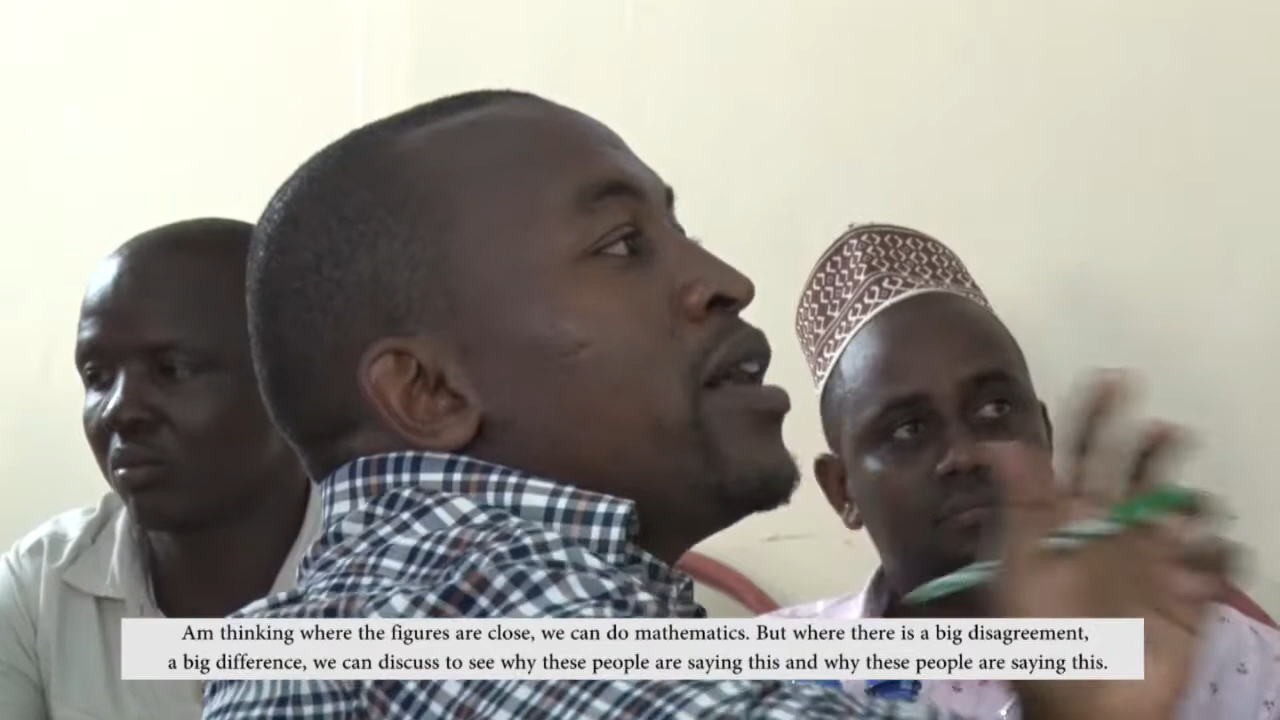 Am thinking where the figures are close, we can do mathematics. But where there is a big disagreement,
a big difference, we can discuss to see why these people are saying this and why these people are saying this.